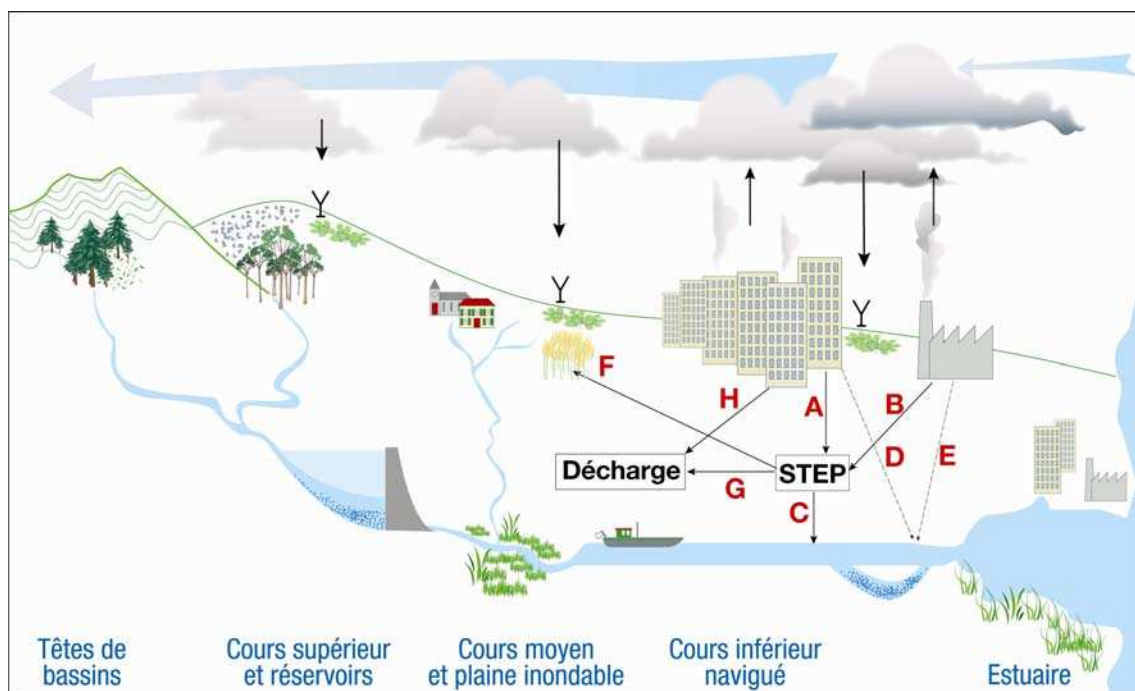 F
H
A
B
D
E
Décharge
G
STEP
C
Têtes de
bassins
Cours supérieur
et réservoirs
Cours moyen
et plaine inondable
Cours inférieur
navigué
Estuaire